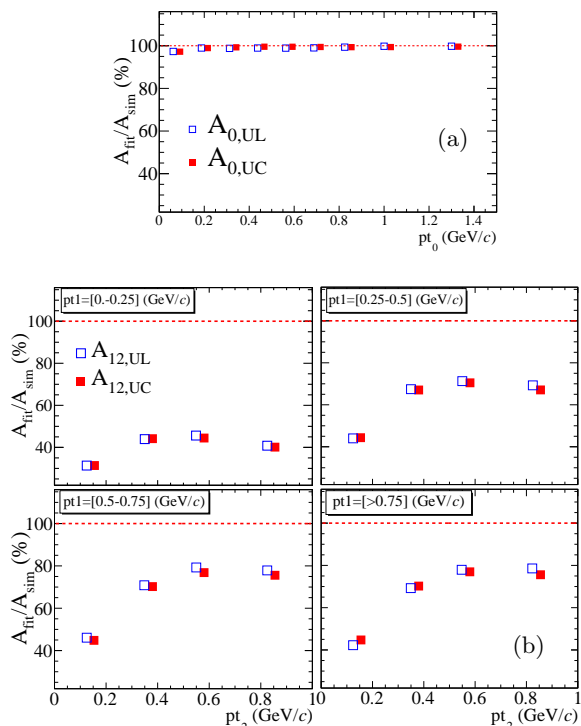 A_fit/A_sim (%)
100
80
60
40
A_0,UL
A_0,UC
(a)
0 0.2 0.4 0.6 0.8 1 1.2 1.4
pt_0 (GeV/c)
pt1=[0.-0.25] (GeV/c)
pt1=[0.25-0.5] (GeV/c)
A_fit/A_sim (%)
100
80
60
40
A_12,UL
A_12,UC
pt1=[0.5-0.75] (GeV/c)
pt1=[>0.75] (GeV/c)
A_fit/A_sim (%)
100
80
60
40
(b)
0 0.2 0.4 0.6 0.8 1
0 0.2 0.4 0.6 0.8 1
pt_2 (GeV/c)
pt_2 (GeV/c)